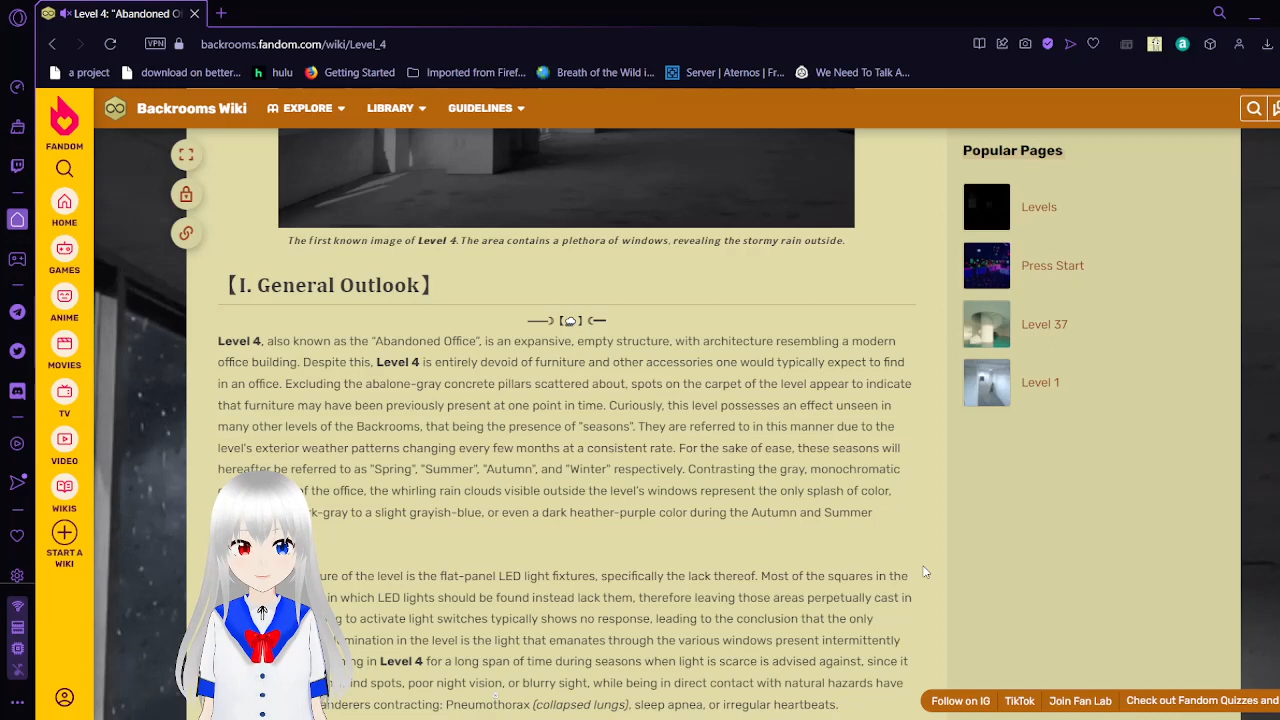 Level 4: "Abandoned O
VPN
backrooms.fandom.com/wiki/Level_4
a project
download on better...
hulu
Getting Started
Imported from Firef...
Breath of the Wild i...
Server | Aternos | Fr...
We Need To Talk A...
FANDOM
HOME
GAMES
ANIME
MOVIES
TV
VIDEO
WIKIS
START A
WIKI
Backrooms Wiki
EXPLORE
LIBRARY
GUIDELINES
The first known image of Level 4. The area contains a plethora of windows, revealing the stormy rain outside.
【I. General Outlook】
Level 4, also known as the “Abandoned Office”, is an expansive, empty structure, with architecture resembling a modern
office building. Despite this, Level 4 is entirely devoid of furniture and other accessories one would typically expect to find
in an office. Excluding the abalone-gray concrete pillars scattered about, spots on the carpet of the level appear to indicate
that furniture may have been previously present at one point in time. Curiously, this level possesses an effect unseen in
many other levels of the Backrooms, that being the presence of "seasons". They are referred to in this manner due to the
level's exterior weather patterns changing every few months at a consistent rate. For the sake of ease, these seasons will
hereafter be referred to as "Spring", "Summer", "Autumn", and "Winter" respectively. Contrasting the gray, monochromatic
of the office, the whirling rain clouds visible outside the level's windows represent the only splash of color,
rk-gray to a slight grayish-blue, or even a dark heather-purple color during the Autumn and Summer
ure of the level is the flat-panel LED light fixtures, specifically the lack thereof. Most of the squares in the
in which LED lights should be found instead lack them, therefore leaving those areas perpetually cast in
g to activate light switches typically shows no response, leading to the conclusion that the only
mination in the level is the light that emanates through the various windows present intermittently
ning in Level 4 for a long span of time during seasons when light is scarce is advised against, since it
ind spots, poor night vision, or blurry sight, while being in direct contact with natural hazards have
anderers contracting: Pneumothorax (collapsed lungs), sleep apnea, or irregular heartbeats.
Popular Pages
Levels
Press Start
Level 37
Level 1
Follow on IG
TikTok
Join Fan Lab
Check out Fandom Quizzes and